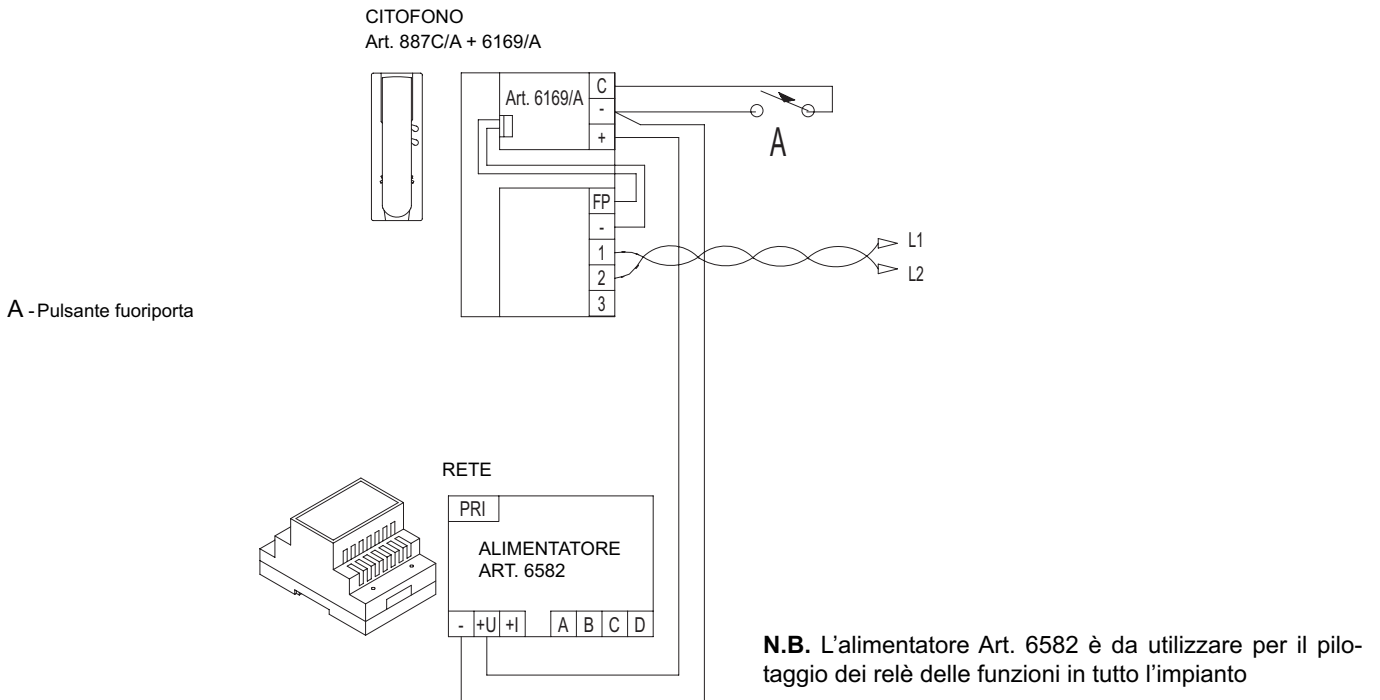 CITOFONO
Art. 887C/A + 6169/A
Art. 6169/A
C
-
+
A
FP
-
1
2
3
L1
L2
A - Pulsante fuoriporta
RETE
PRI
ALIMENTATORE
ART. 6582
- +U +I A B C D
N.B. L'alimentatore Art. 6582 è da utilizzare per il pilo-
taggio dei relè delle funzioni in tutto l'impianto